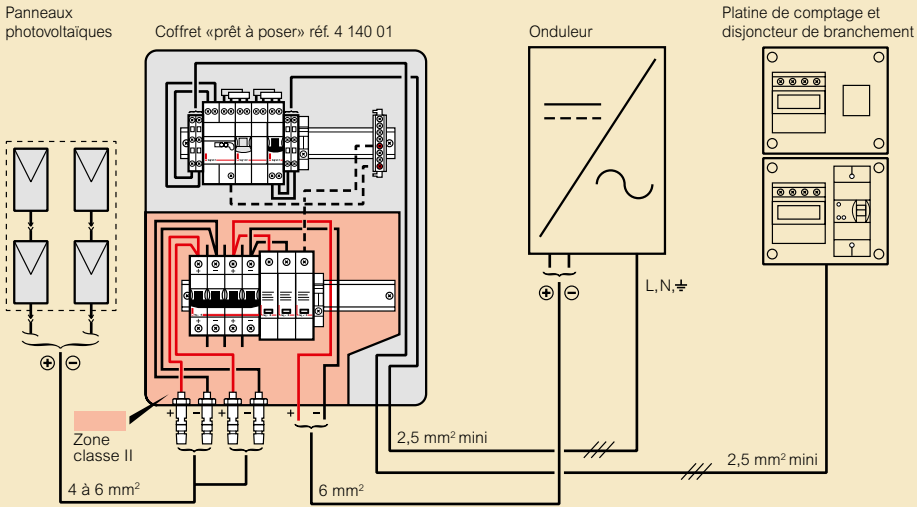 Panneaux
photovoltaïques
Coffret «prêt à poser» réf. 4 140 01
Onduleur
Platine de comptage et
disjoncteur de branchement
L, N,
+ −
+ − + −
+ −
+ −
+ − + −
+ −
Zone
classe II
2,5 mm² mini
2,5 mm² mini
4 à 6 mm²
6 mm²